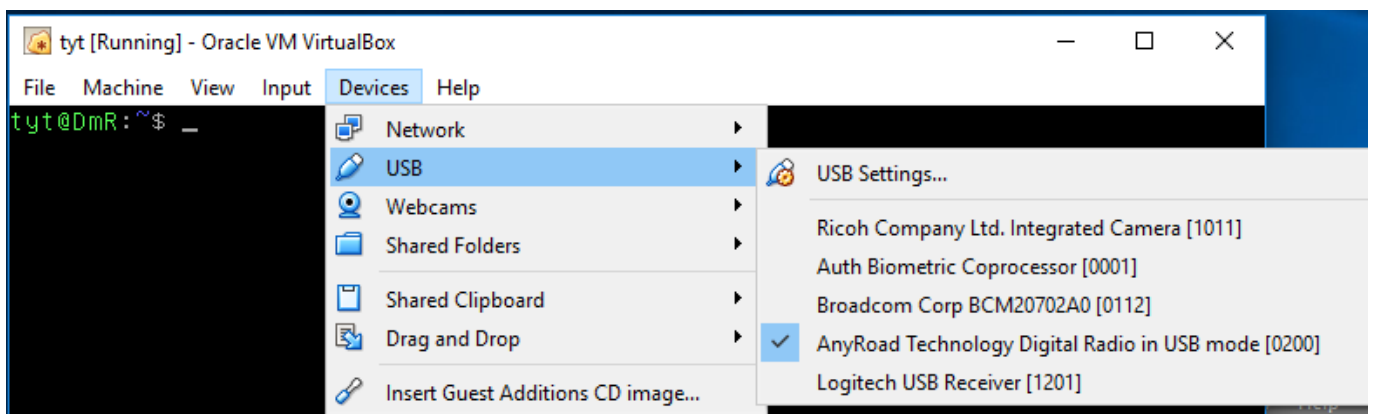 tyt [Running] - Oracle VM VirtualBox
File Machine View Input Devices Help
tyt@DmR:~$ _
Network
USB
Webcams
Shared Folders
Shared Clipboard
Drag and Drop
Insert Guest Additions CD image...
USB Settings...
Ricoh Company Ltd. Integrated Camera [1011]
Auth Biometric Coprocessor [0001]
Broadcom Corp BCM20702A0 [0112]
AnyRoad Technology Digital Radio in USB mode [0200]
Logitech USB Receiver [1201]
Help